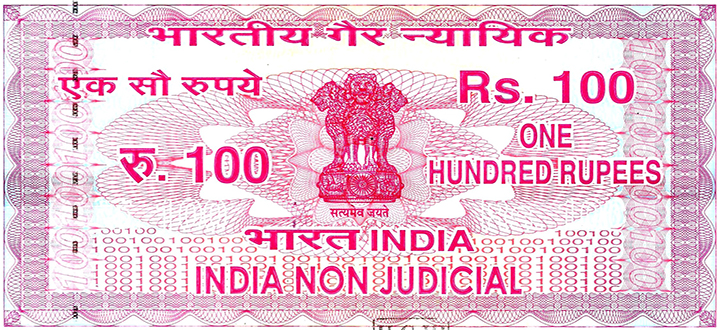 भारतीय गैर न्यायिक
एक सौ रुपये
Rs. 100
रु. 100
ONE
HUNDRED RUPEES
सत्यमेव जयते
भारत INDIA
INDIA NON JUDICIAL